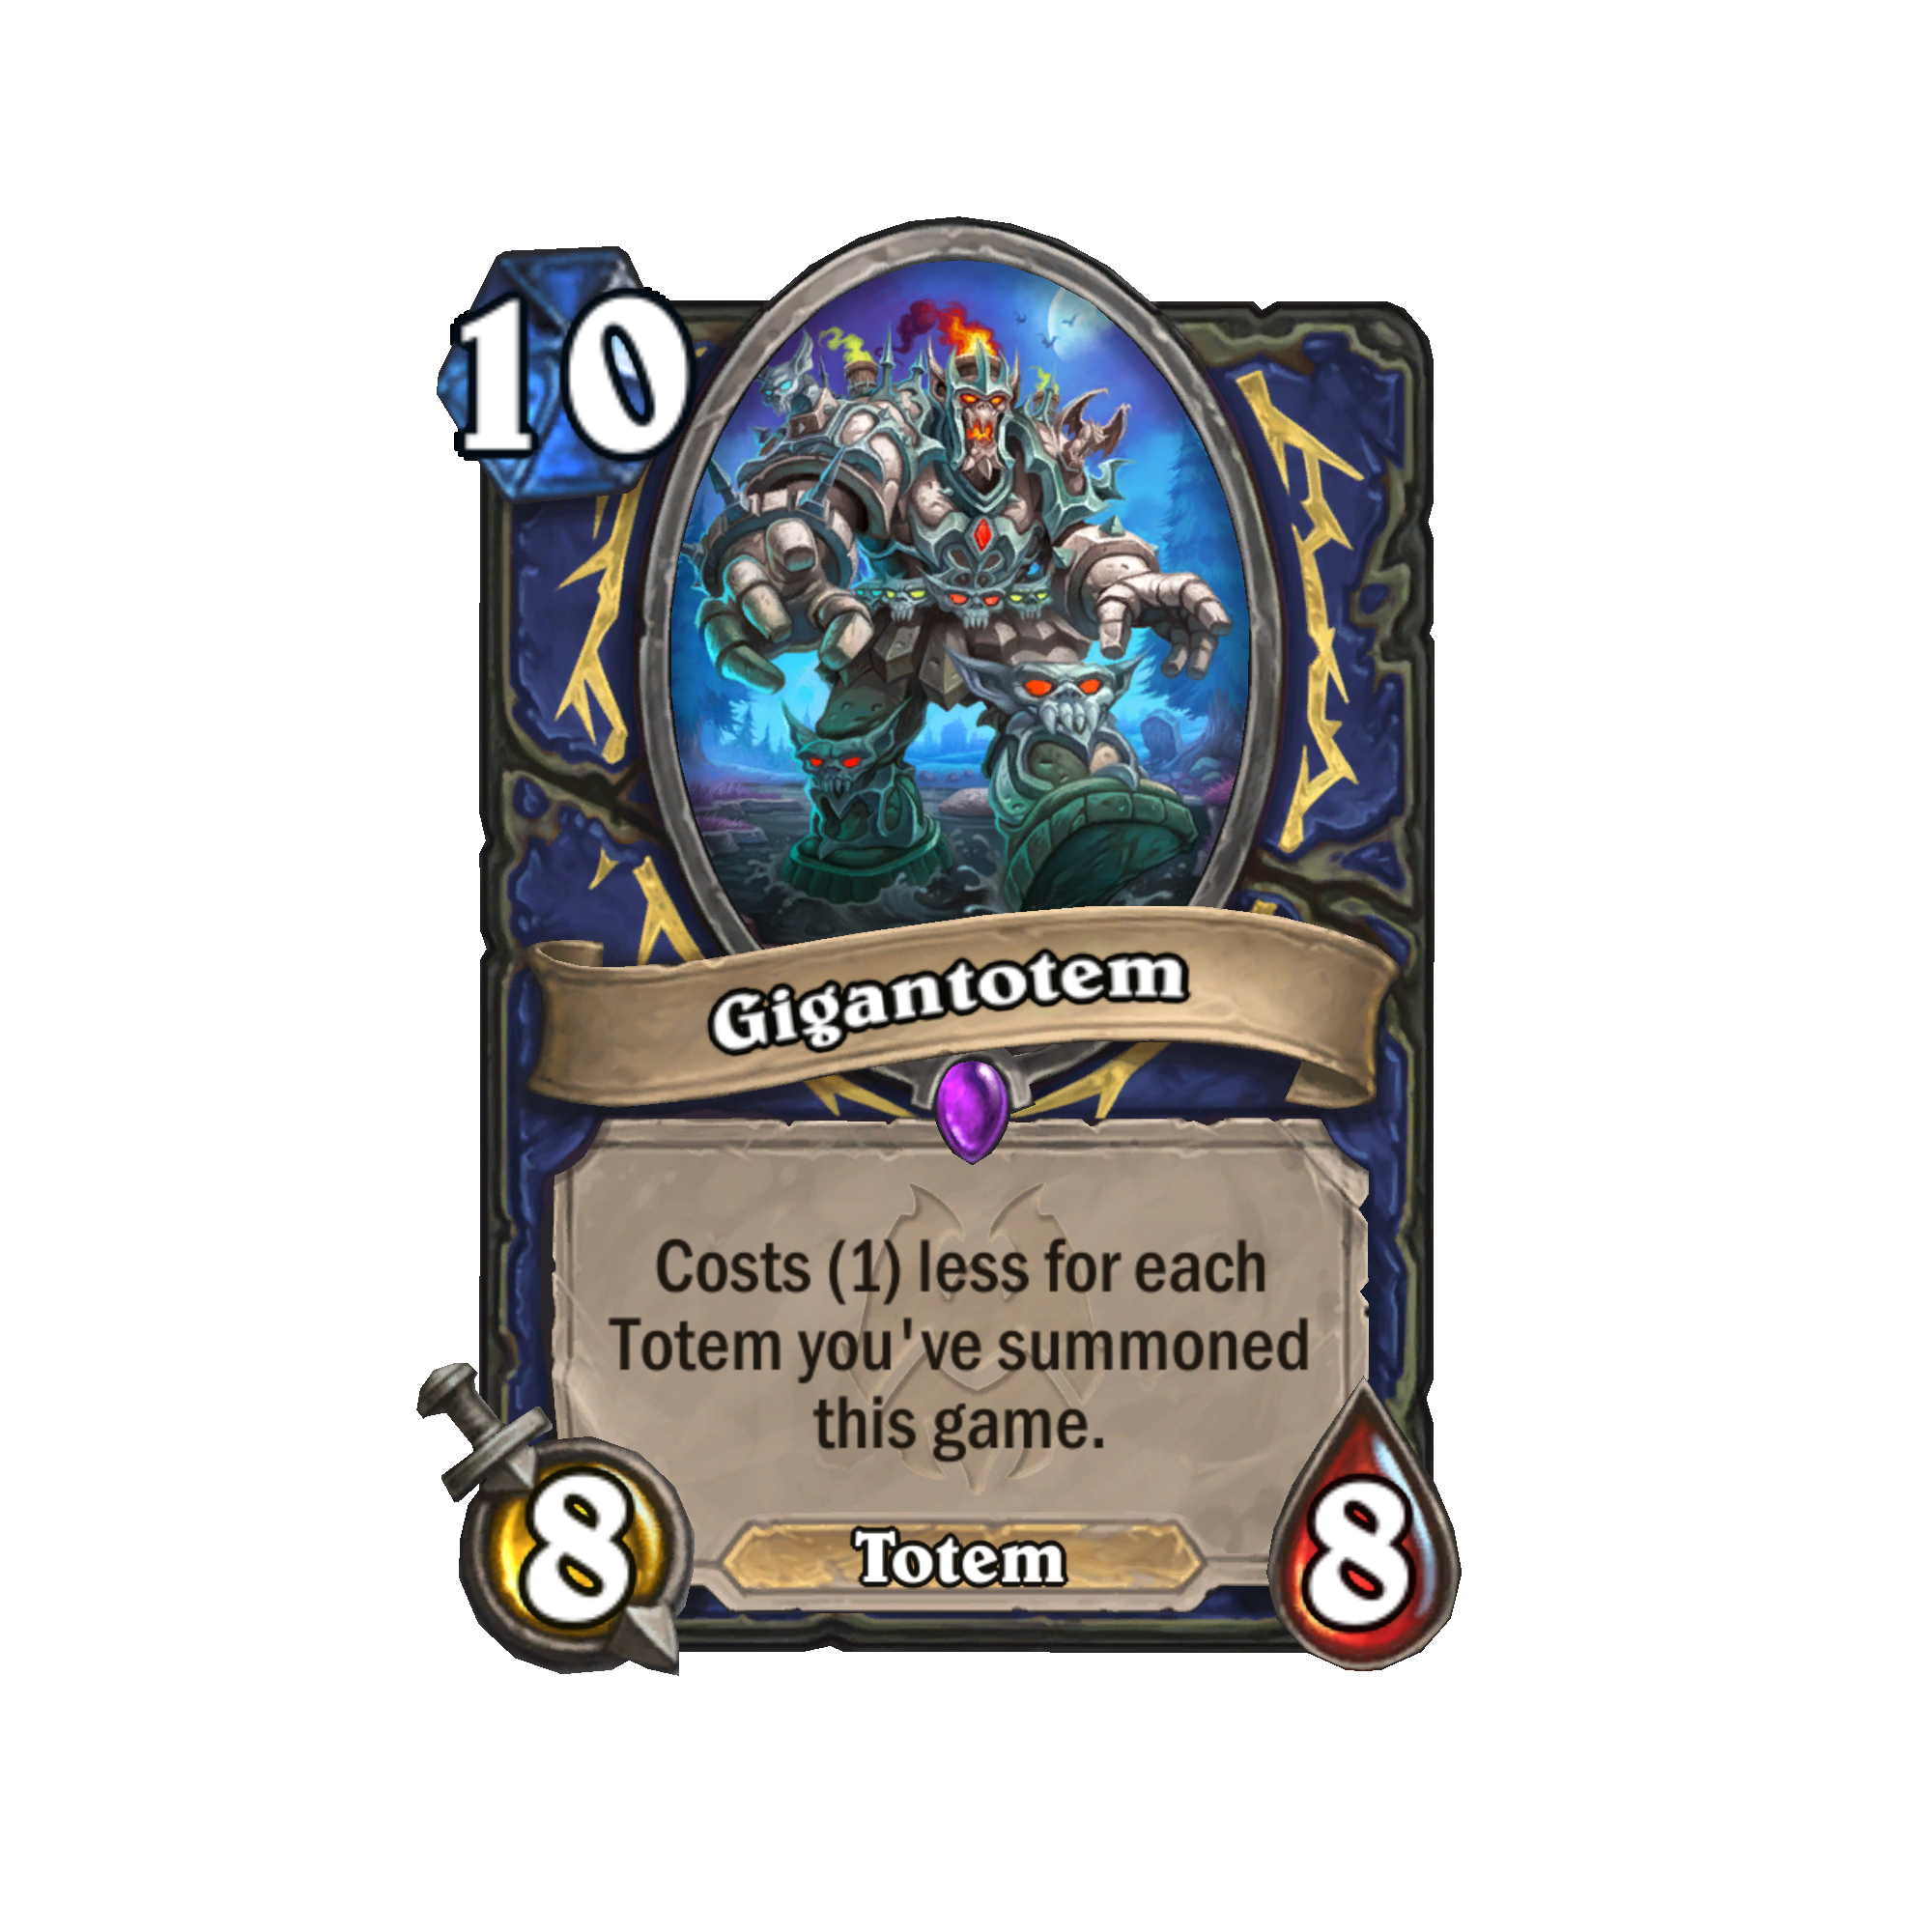 10
Gigantotem
Costs (1) less for each
Totem you've summoned
this game.
8
Totem
8